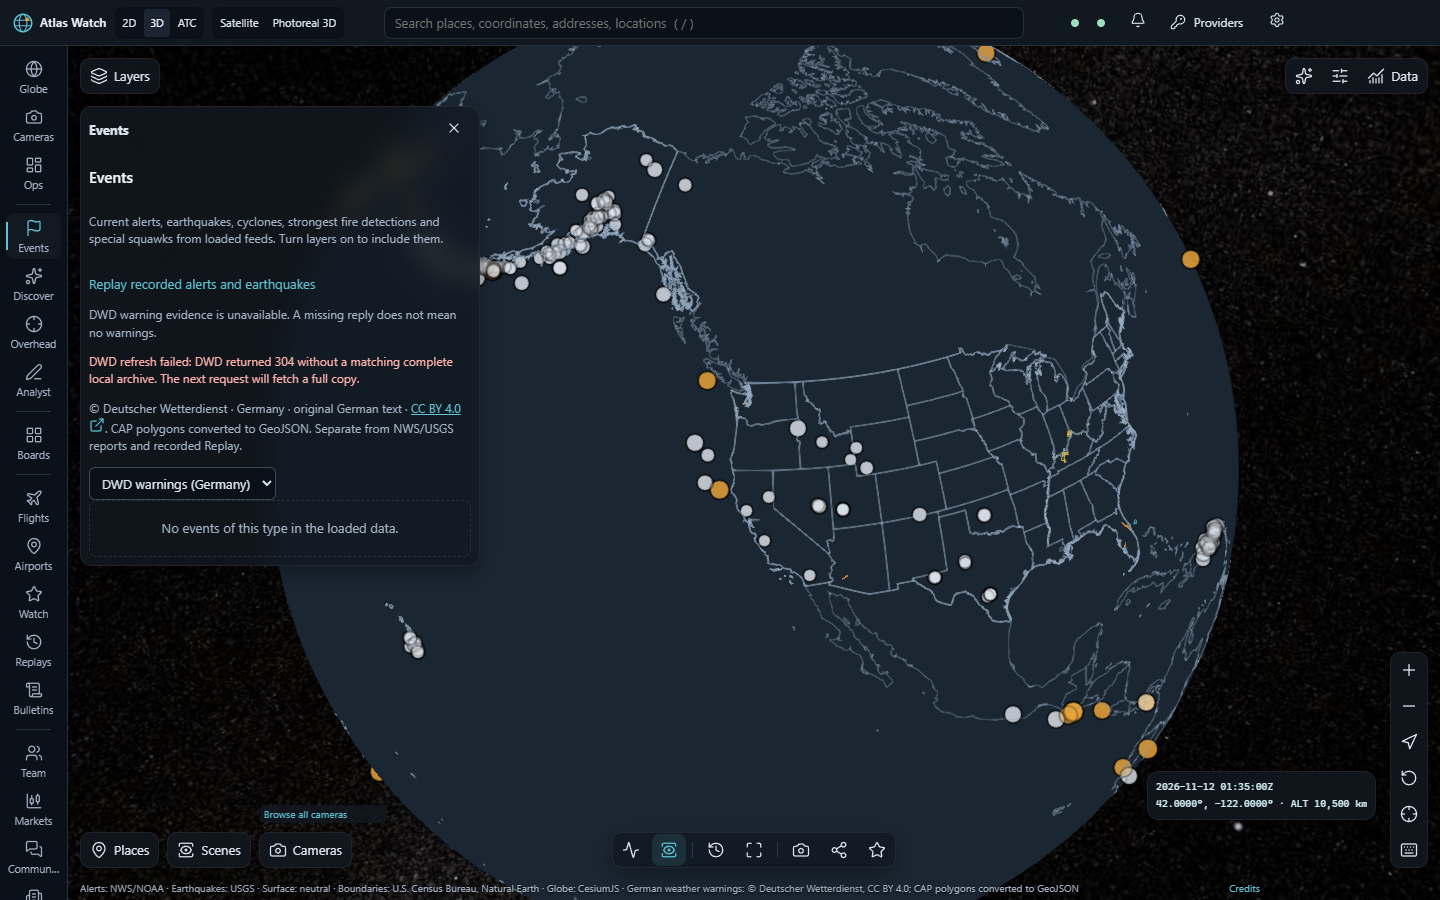 Atlas Watch
2D
3D
ATC
Satellite
Photoreal 3D
Search places, coordinates, addresses, locations ( / )
Providers
Globe
Cameras
Ops
Events
Discover
Overhead
Analyst
Boards
Flights
Airports
Watch
Replays
Bulletins
Team
Markets
Commun...
Layers
Data
Events
Events
Current alerts, earthquakes, cyclones, strongest fire detections and
special squawks from loaded feeds. Turn layers on to include them.
Replay recorded alerts and earthquakes
DWD warning evidence is unavailable. A missing reply does not mean
no warnings.
DWD refresh failed: DWD returned 304 without a matching complete
local archive. The next request will fetch a full copy.
© Deutscher Wetterdienst · Germany · original German text · CC BY 4.0
. CAP polygons converted to GeoJSON. Separate from NWS/USGS
reports and recorded Replay.
DWD warnings (Germany)
No events of this type in the loaded data.
2026-11-12 01:35:00Z
42.0000°, -122.0000° · ALT 10,500 km
Browse all cameras
Places
Scenes
Cameras
Alerts: NWS/NOAA · Earthquakes: USGS · Surface: neutral · Boundaries: U.S. Census Bureau, Natural Earth · Globe: CesiumJS · German weather warnings: © Deutscher Wetterdienst, CC BY 4.0; CAP polygons converted to GeoJSON
Credits